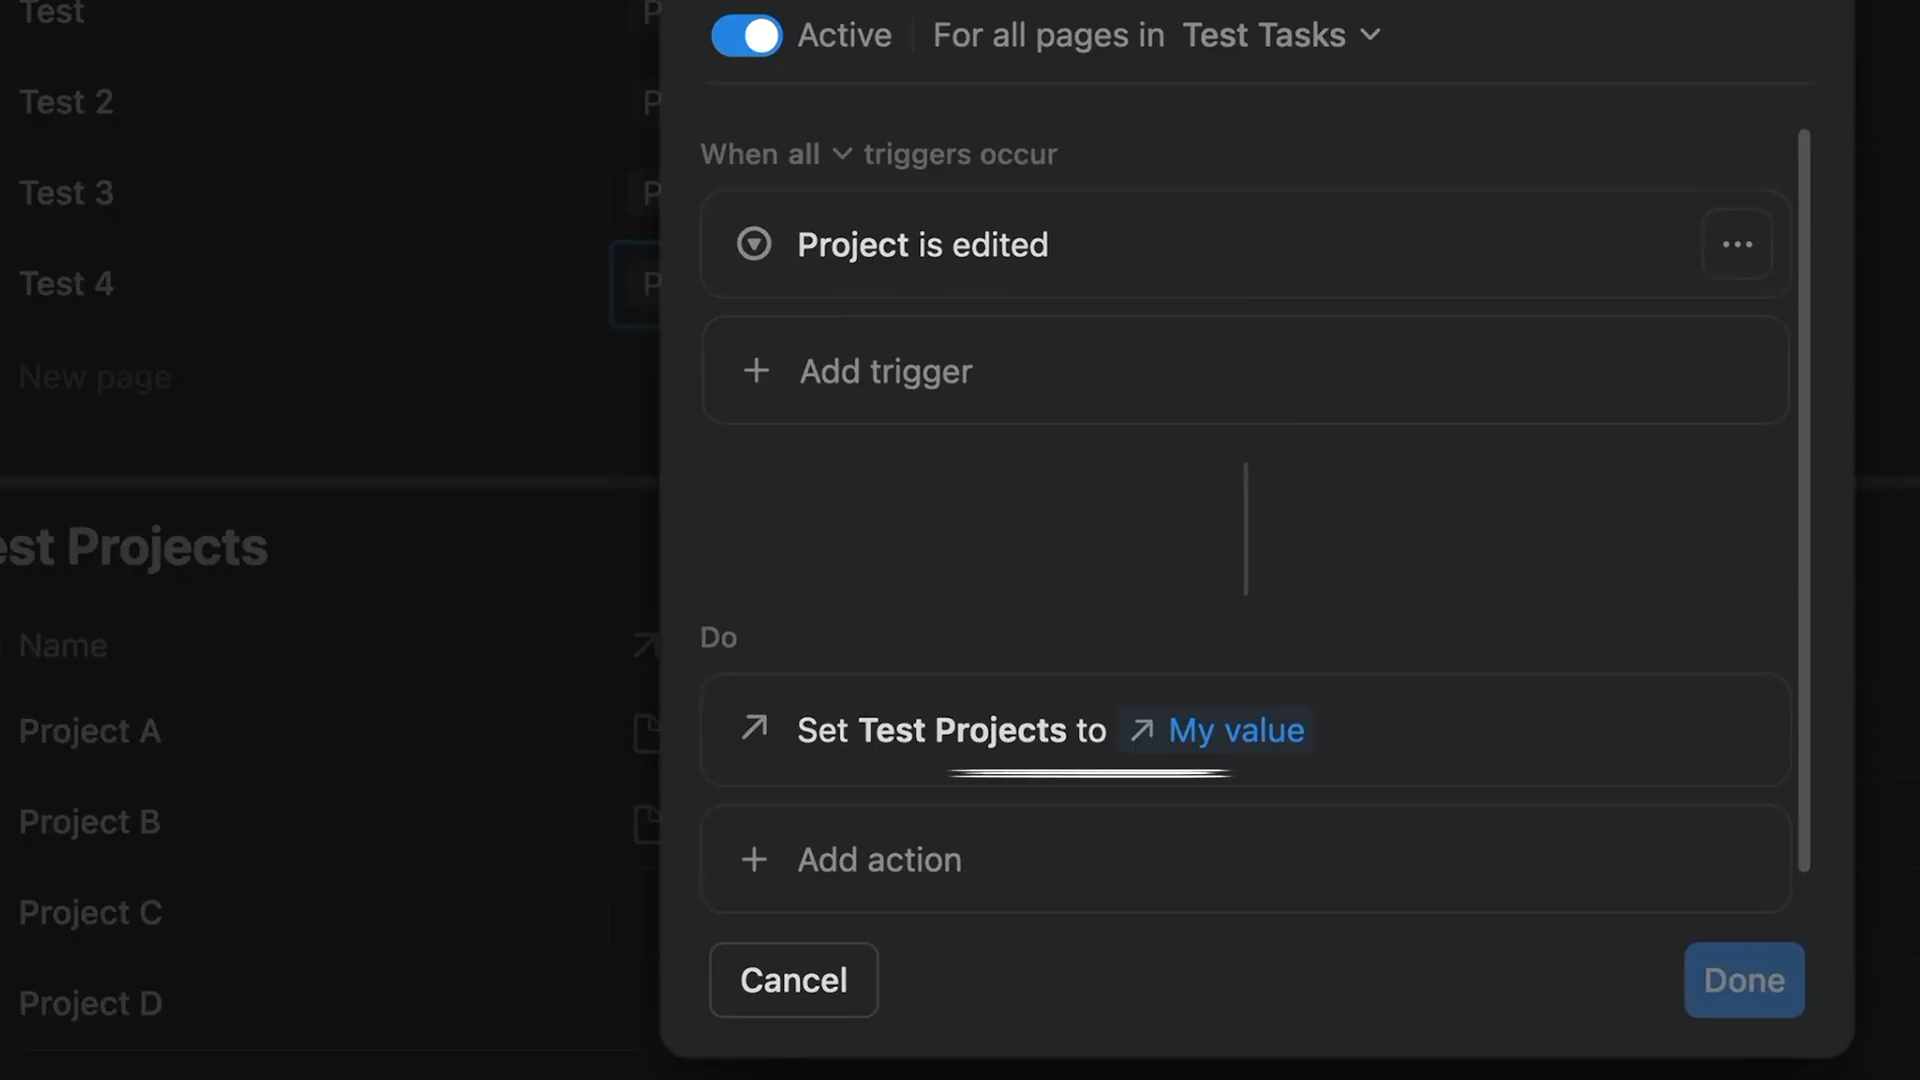 Test
Test 2
Test 3
Test 4
New page
est Projects
Name
Project A
Project B
Project C
Project D
Active
For all pages in Test Tasks
When all triggers occur
Project is edited
Add trigger
Do
Set Test Projects to My value
Add action
Cancel
Done